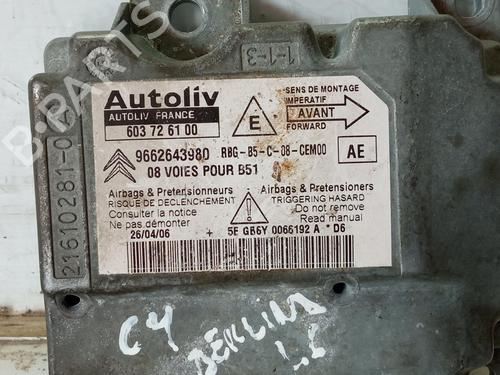 1-1-3
21610281-0
Autoliv
AUTOLIV FRANCE
603 72 61 00
E
SENS DE MONTAGE
IMPERATIF
AVANT
FORWARD
9662643980 RBG-B5-C-08-CEM00
08 VOIES POUR B51
AE
Airbags & Pretensionneurs
RISQUE DE DECLENCHEMENT
Consulter la notice
Ne pas démonter
Airbags & Pretensioners
TRIGGERING HASARD
Do not remove
Read manual
26/04/06 + 5E GB6Y 0066192 A * D6
C4
BERLINA
B-PARTS